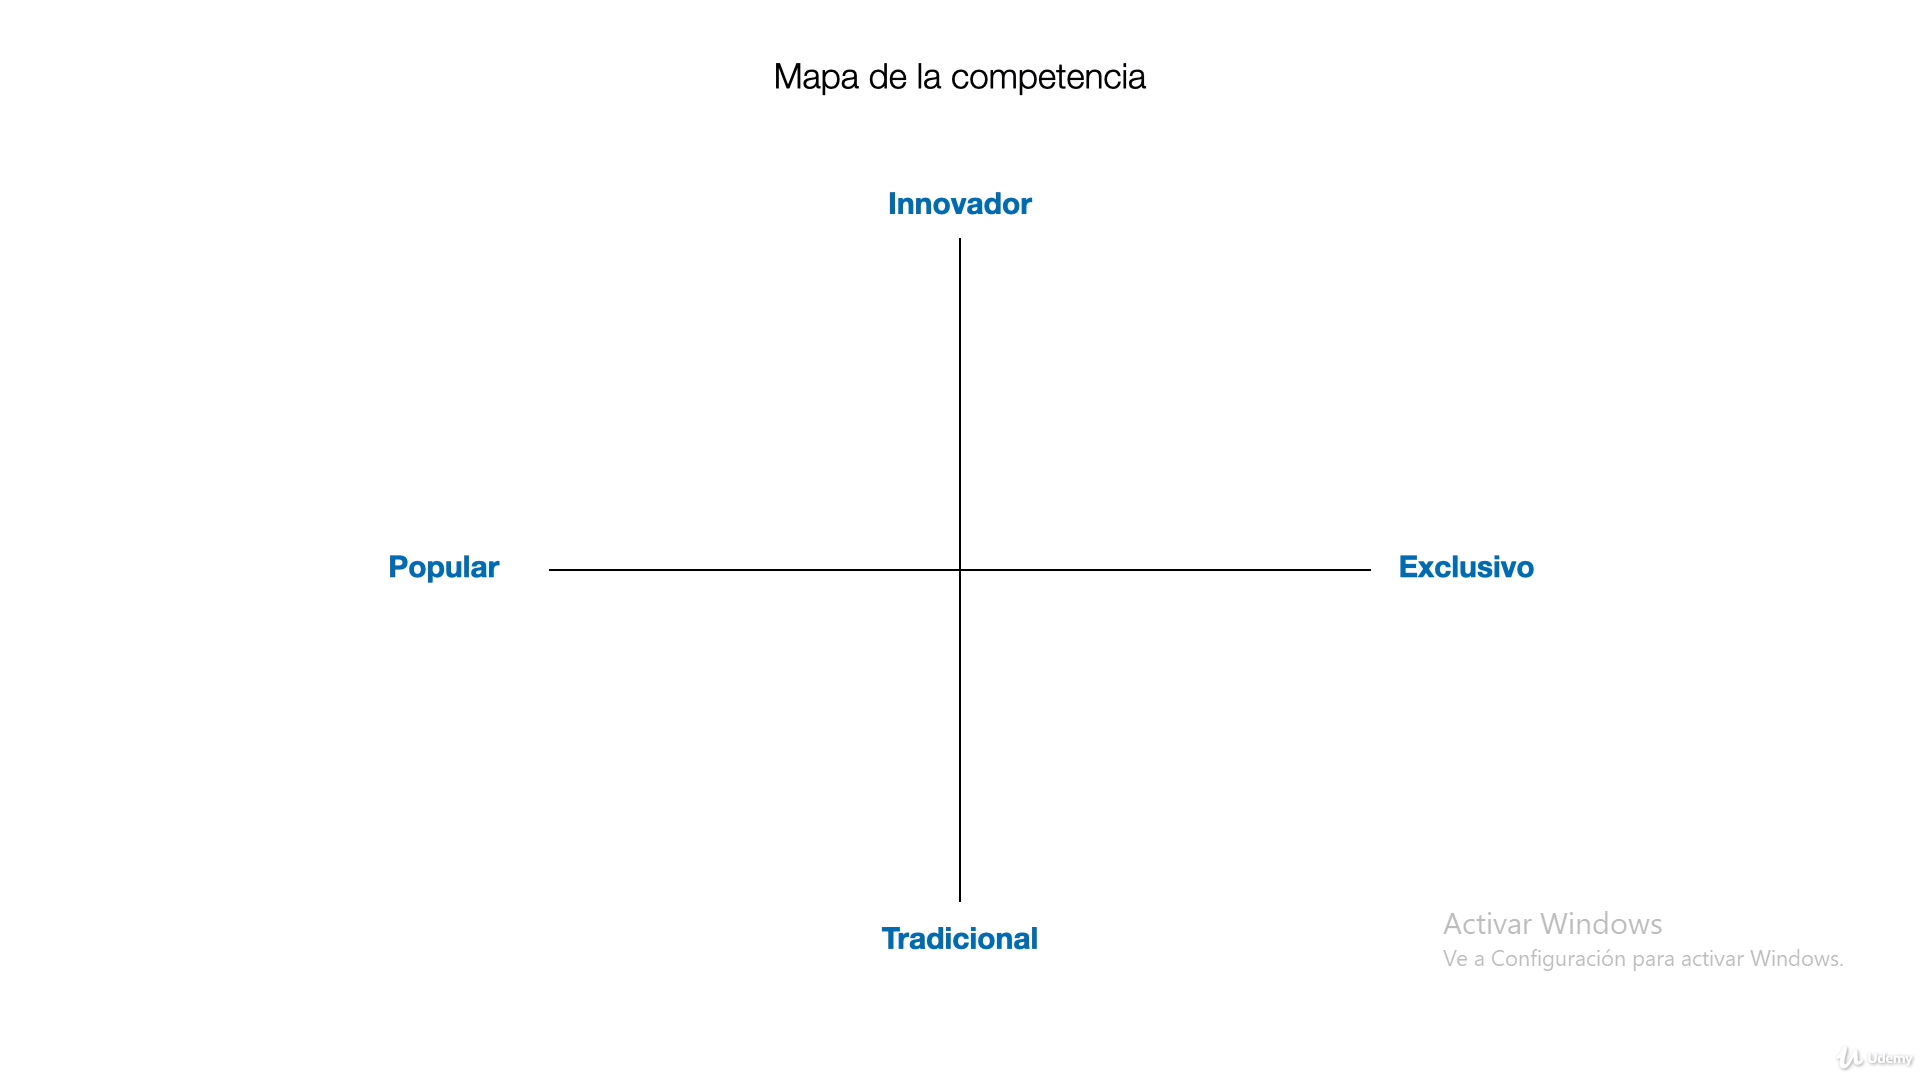 Mapa de la competencia
Innovador
Popular
Exclusivo
Tradicional
Activar Windows
Ve a Configuración para activar Windows.
Udemy